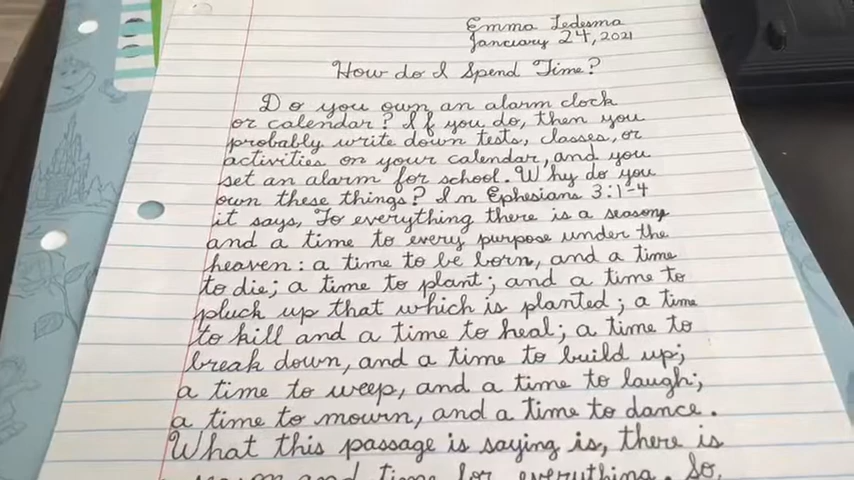 Emma Ledesma
Janciary 24, 2021
How do I Spend Time?
Do you own an alarm clock
or calendar? If you do, then you
probably write down tests, classes, or
activities on your calendar, and you
set an alarm for school. Why do you
own these things? In Ephesians 3:1-4
it says, To everything there is a season,
and a time to every purpose under the
heaven: a time to be born, and a time
to die; a time to plant; and a time to
pluck up that which is planted; a time
to kill and a time to heal; a time to
break down, and a time to build up;
a time to weep, and a time to laugh;
a time to mourn, and a time to dance.
What this passage is saying is, there is
and time for everything. So,